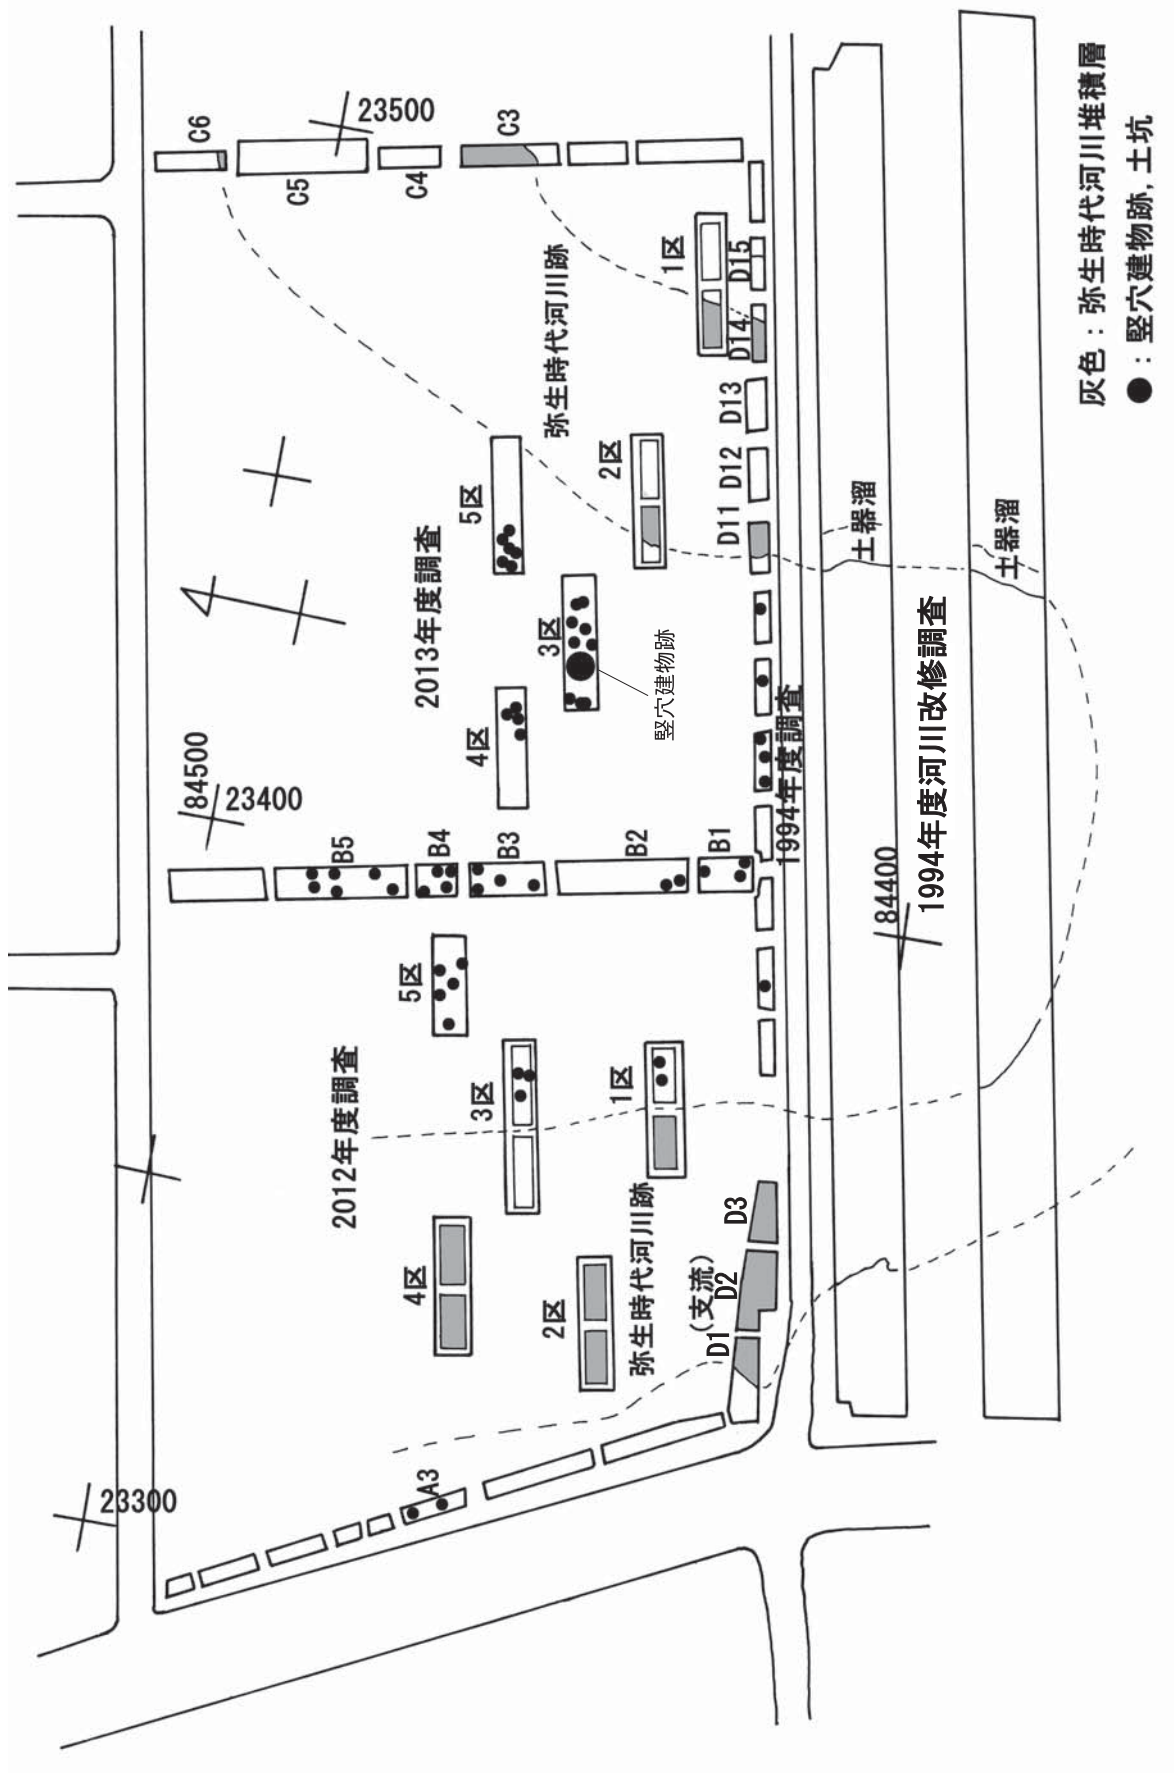 C6
23500
C5
C4
C3
弥生時代河川跡
1区
D15
D14
D13
D12
D11
2区
5区
2013年度調査
3区
竪穴建物跡
4区
84500
23400
B5
B4
B3
B2
B1
1994年度調査
土器溜
土器溜
1994年度河川改修調査
84400
5区
2012年度調査
3区
1区
4区
2区
弥生時代河川跡
(支流)
D3
D2
D1
A3
23300
灰色：弥生時代河川堆積層
●：竪穴建物跡,土坑